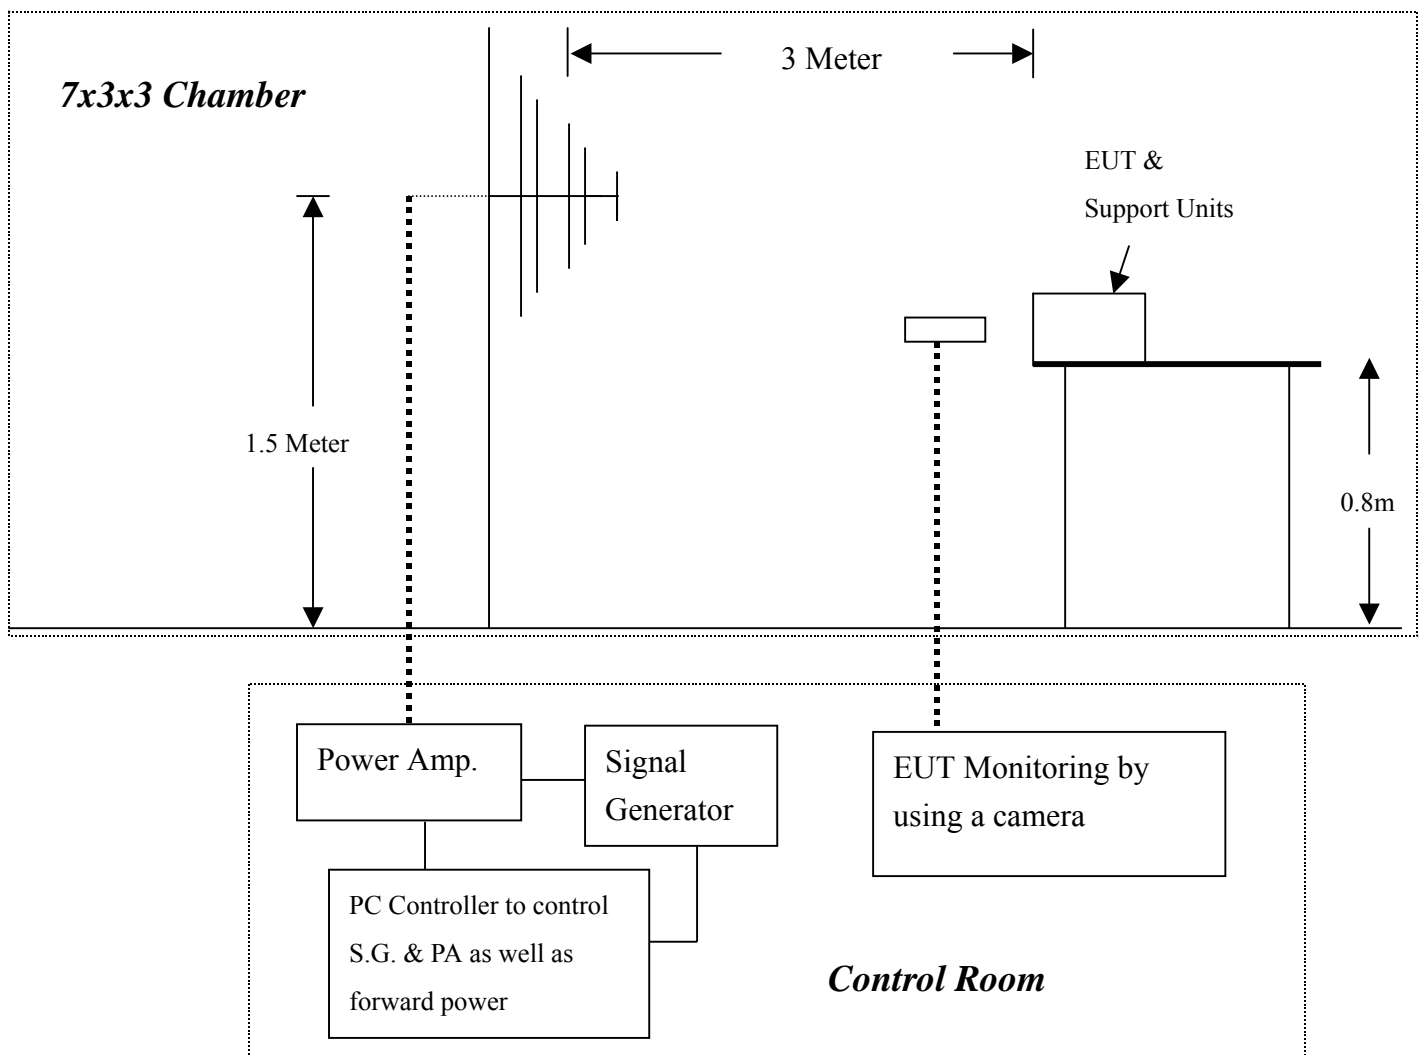 3 Meter
7x3x3 Chamber
EUT &
Support Units
1.5 Meter
0.8m
Power Amp.
Signal
Generator
EUT Monitoring by
using a camera
PC Controller to control
S.G. & PA as well as
forward power
Control Room